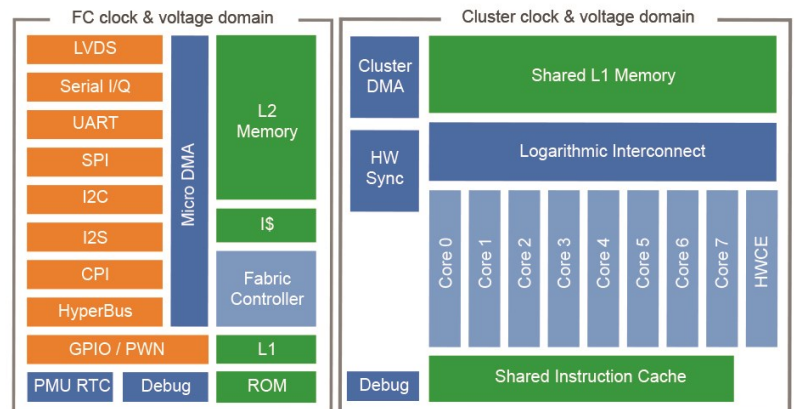 FC clock & voltage domain
LVDS
Serial I/Q
UART
SPI
I2C
I2S
CPI
HyperBus
GPIO / PWN
PMU RTC
Debug
Micro DMA
L2
Memory
I$
Fabric
Controller
L1
ROM
Cluster clock & voltage domain
Cluster
DMA
HW
Sync
Debug
Shared L1 Memory
Logarithmic Interconnect
Core 0
Core 1
Core 2
Core 3
Core 4
Core 5
Core 6
Core 7
HWCE
Shared Instruction Cache